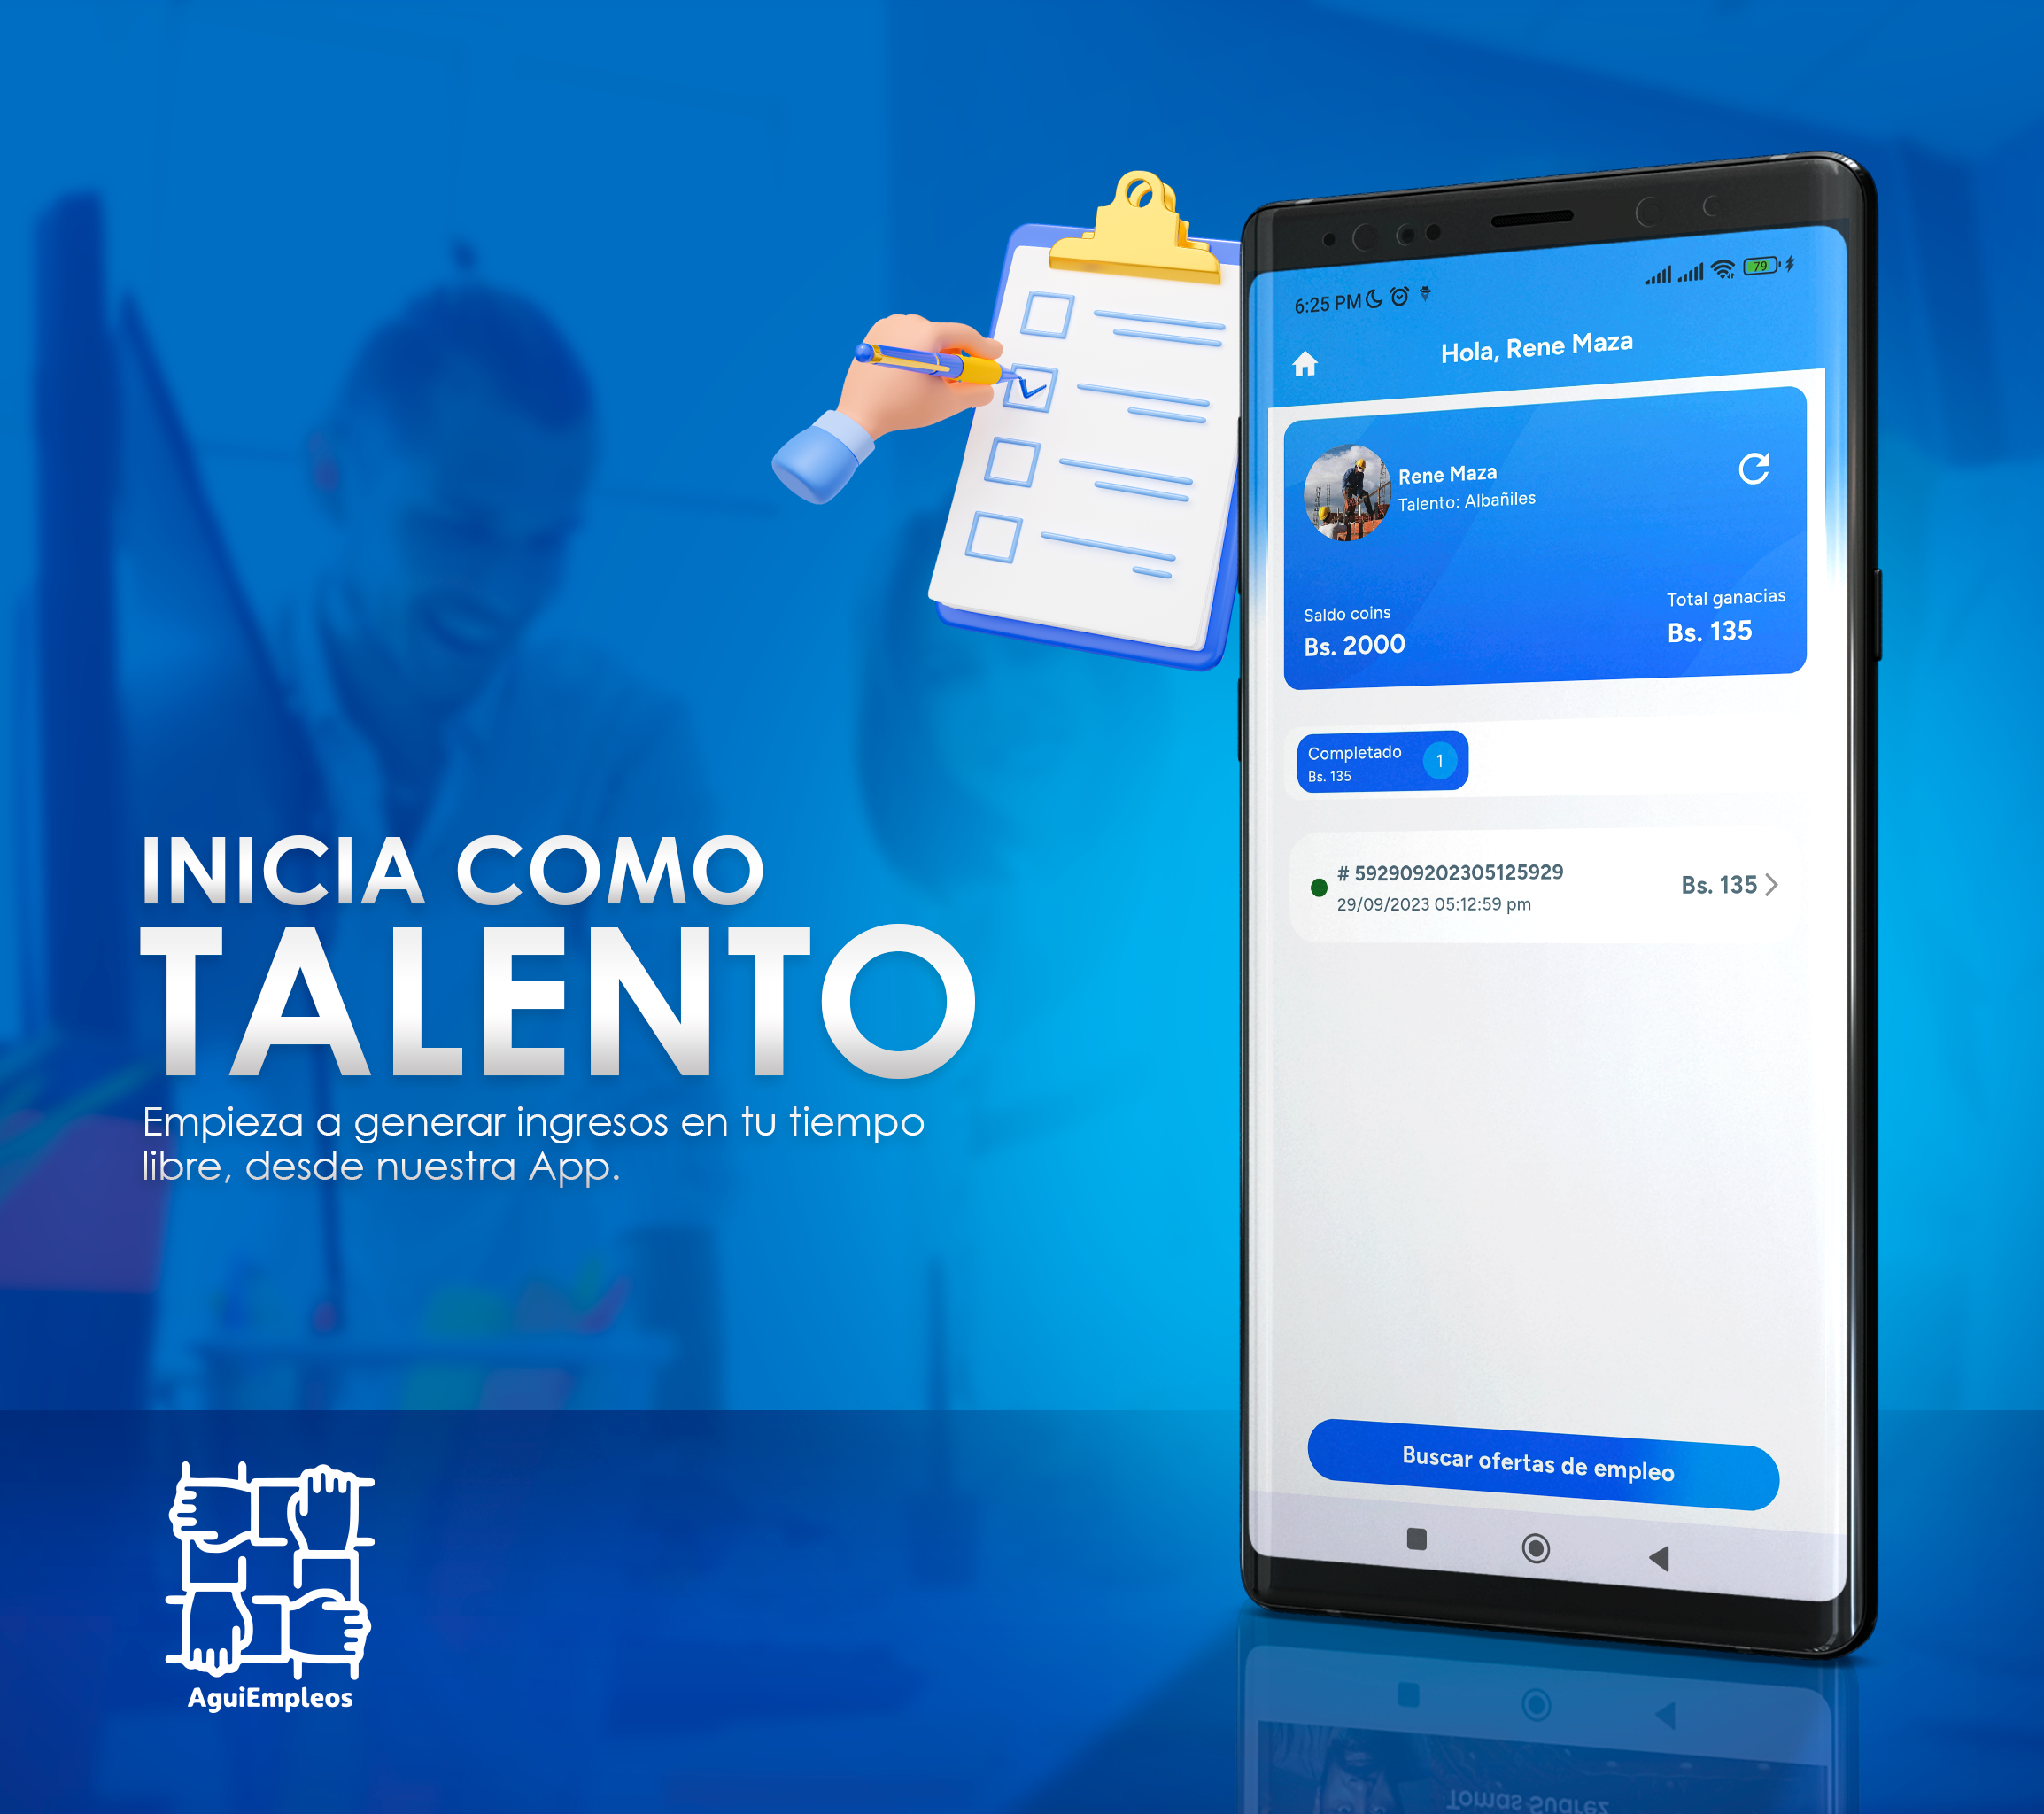 INICIA COMO
TALENTO
Empieza a generar ingresos en tu tiempo
libre, desde nuestra App.
AguiEmpleos
6:25 PM
79
Hola, Rene Maza
Rene Maza
Talento: Albañiles
Saldo coins
Bs. 2000
Total ganacias
Bs. 135
Completado
Bs. 135
1
# 592909202305125929
29/09/2023 05:12:59 pm
Bs. 135
Buscar ofertas de empleo
Tomas Suarez